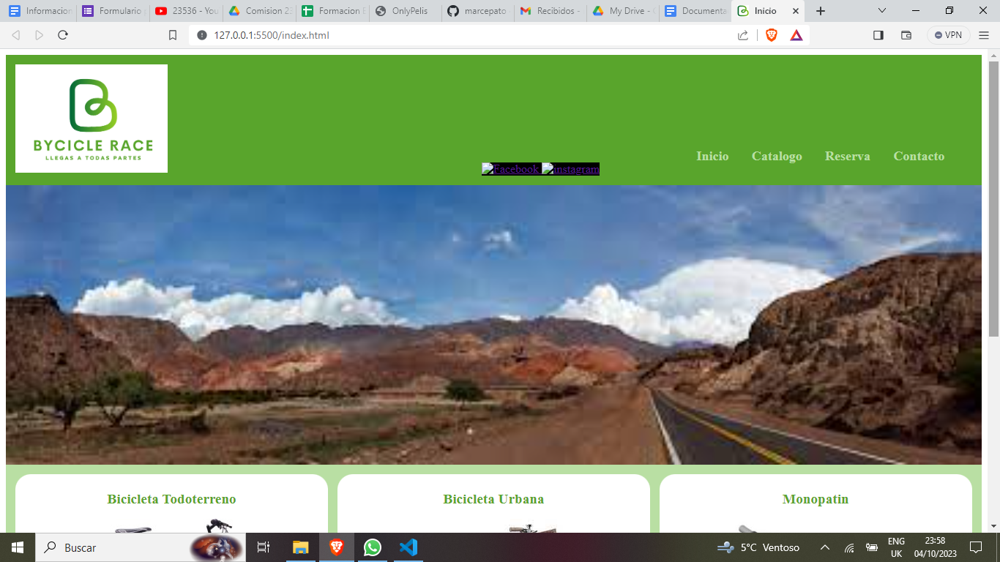 Informacion
Formulario
23536 - You
Comision 23
Formacion E
OnlyPelis
marcepato
Recibidos -
My Drive - C
Documenta
Inicio
127.0.0.1:5500/index.html
VPN
BYCICLE RACE
LLEGAS A TODAS PARTES
Facebook instagram
Inicio Catalogo Reserva Contacto
Bicicleta Todoterreno
Bicicleta Urbana
Monopatin
Buscar
5°C Ventoso
ENG
UK
23:58
04/10/2023